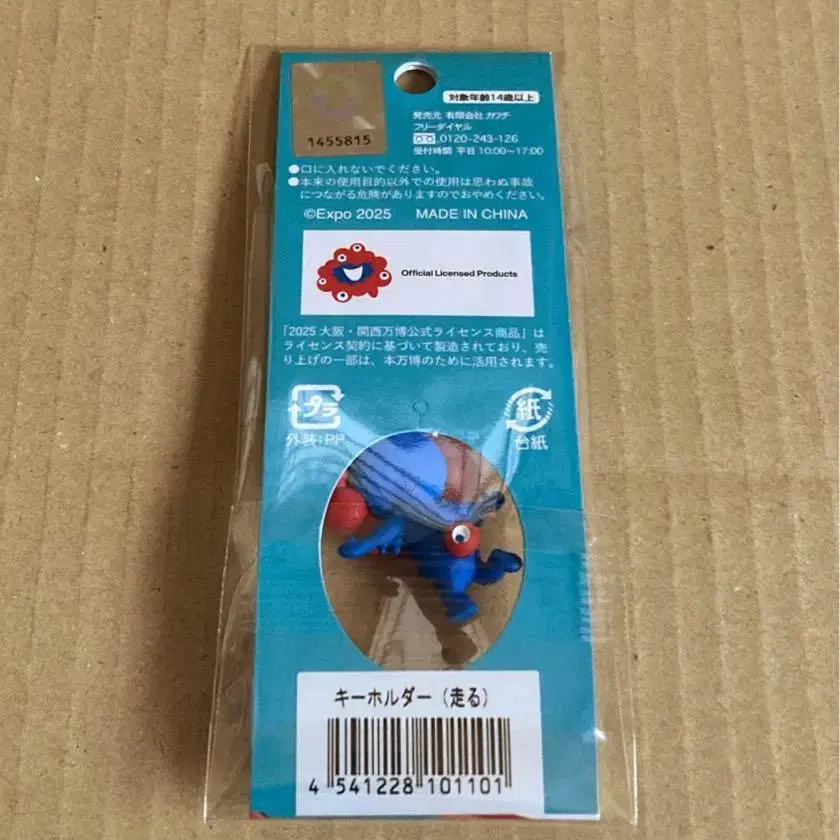 1455815
対象年齢14歳以上
発売元 有限会社カワチ
フリーダイヤル
0120-243-126
受付時間 平日10:00〜17:00
●口に入れないでください。
●本来の使用目的以外での使用は思わぬ事故
につながる危険がありますのでおやめください。
©Expo 2025 MADE IN CHINA
Official Licensed Products
「2025 大阪・関西万博公式ライセンス商品」は
ライセンス契約に基づいて製造されており、売
り上げの一部は、本万博のために活用されます。
プラ
外装:PP
紙
台紙
キーホルダー(走る)
4 541228 101101